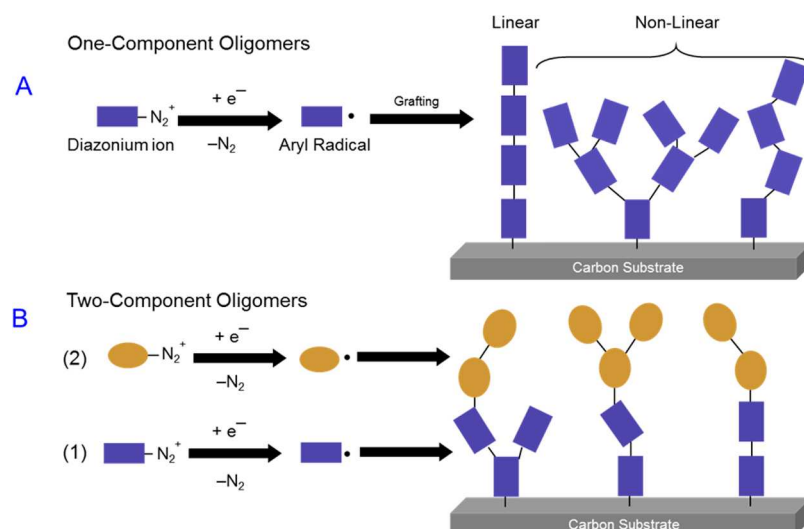 Linear
Non-Linear
One-Component Oligomers
A
N₂⁺
+ e⁻
–N₂
Grafting
Diazonium ion
Aryl Radical
Carbon Substrate
Two-Component Oligomers
B
(2)
N₂⁺
+ e⁻
–N₂
(1)
N₂⁺
+ e⁻
–N₂
Carbon Substrate